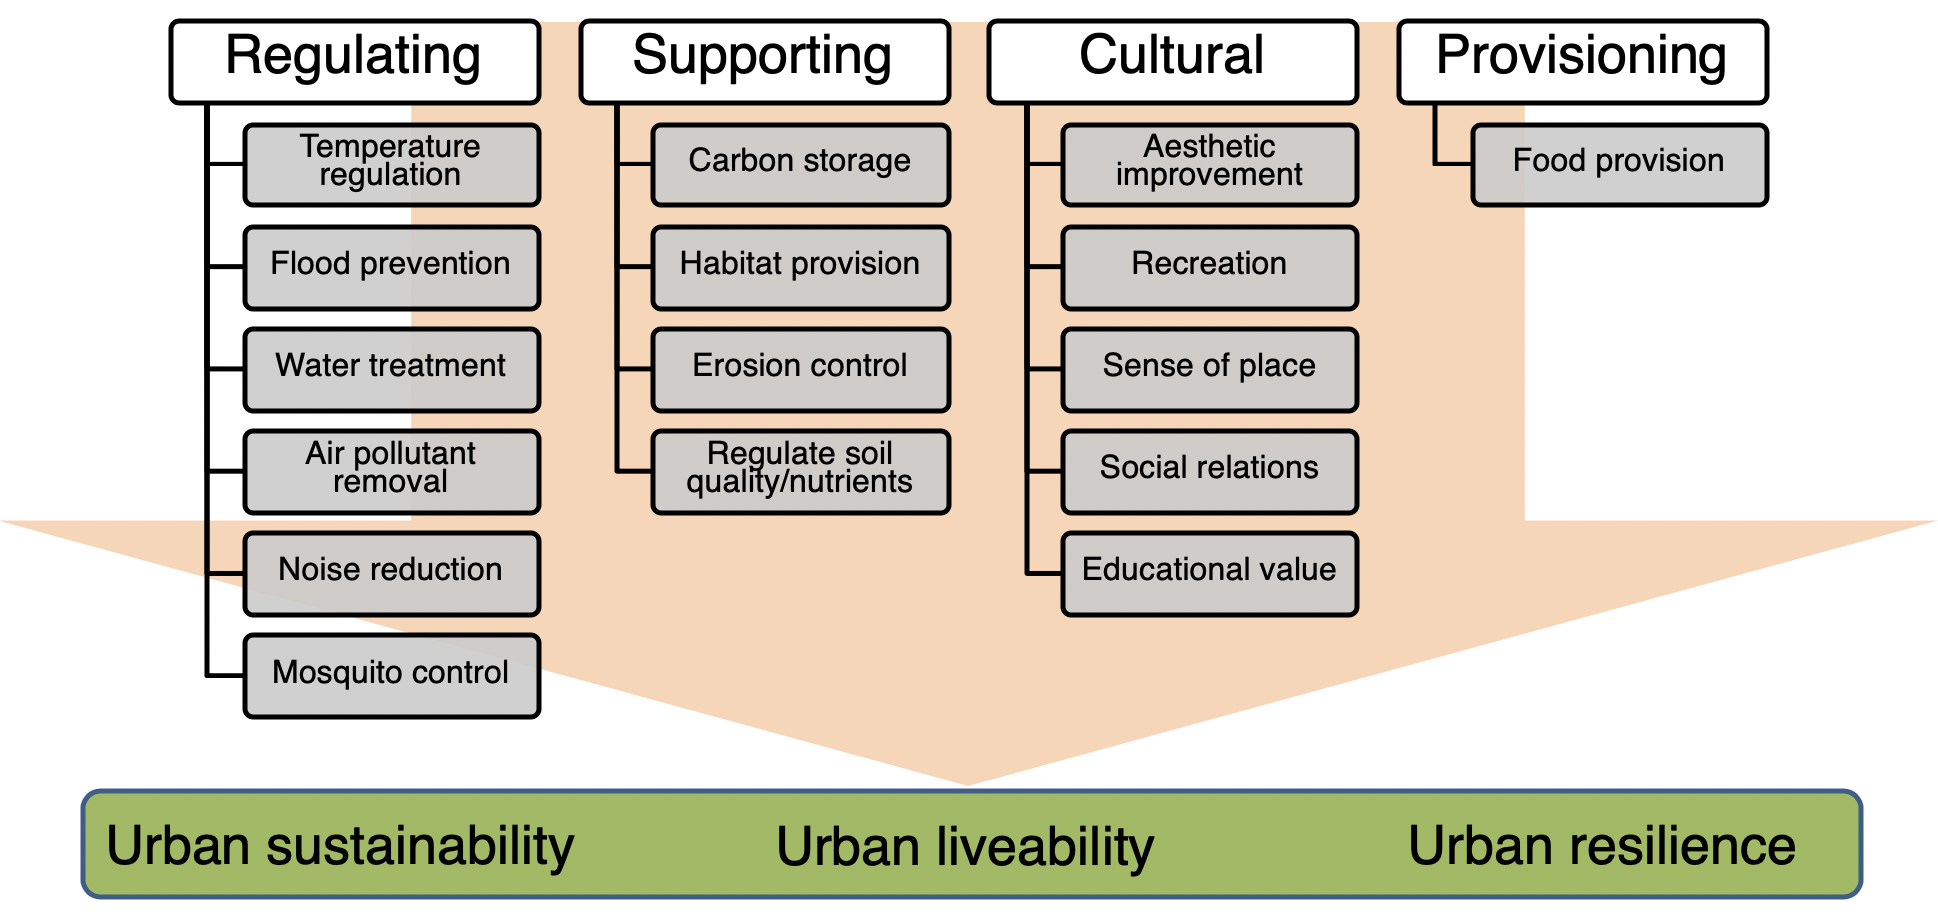 Regulating
Temperature
regulation
Flood prevention
Water treatment
Air pollutant
removal
Noise reduction
Mosquito control
Supporting
Carbon storage
Habitat provision
Erosion control
Regulate soil
quality/nutrients
Cultural
Aesthetic
improvement
Recreation
Sense of place
Social relations
Educational value
Provisioning
Food provision
Urban sustainability
Urban liveability
Urban resilience